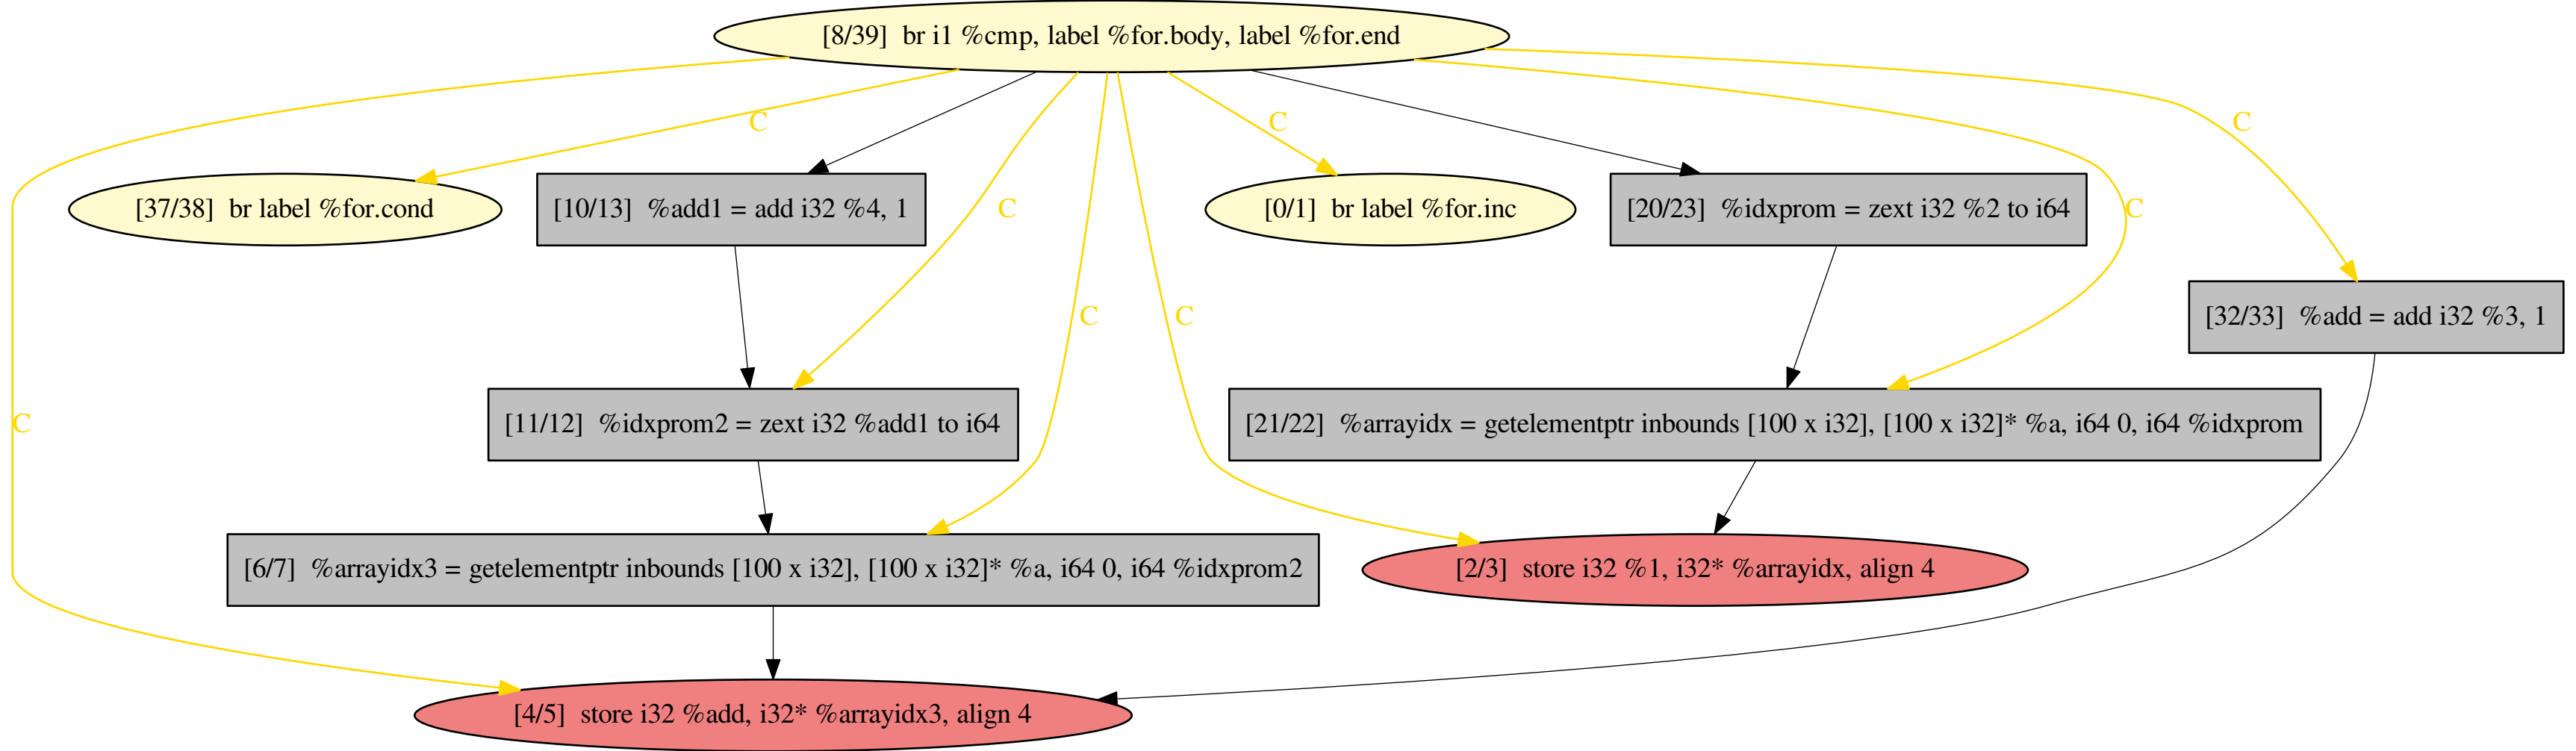 [8/39] br i1 %cmp, label %for.body, label %for.end
C
C
C
[37/38] br label %for.cond
[10/13] %add1 = add i32 %4, 1
C
[0/1] br label %for.inc
[20/23] %idxprom = zext i32 %2 to i64
C
C
C
[32/33] %add = add i32 %3, 1
C
[11/12] %idxprom2 = zext i32 %add1 to i64
[21/22] %arrayidx = getelementptr inbounds [100 x i32], [100 x i32]* %a, i64 0, i64 %idxprom
[6/7] %arrayidx3 = getelementptr inbounds [100 x i32], [100 x i32]* %a, i64 0, i64 %idxprom2
[2/3] store i32 %1, i32* %arrayidx, align 4
[4/5] store i32 %add, i32* %arrayidx3, align 4